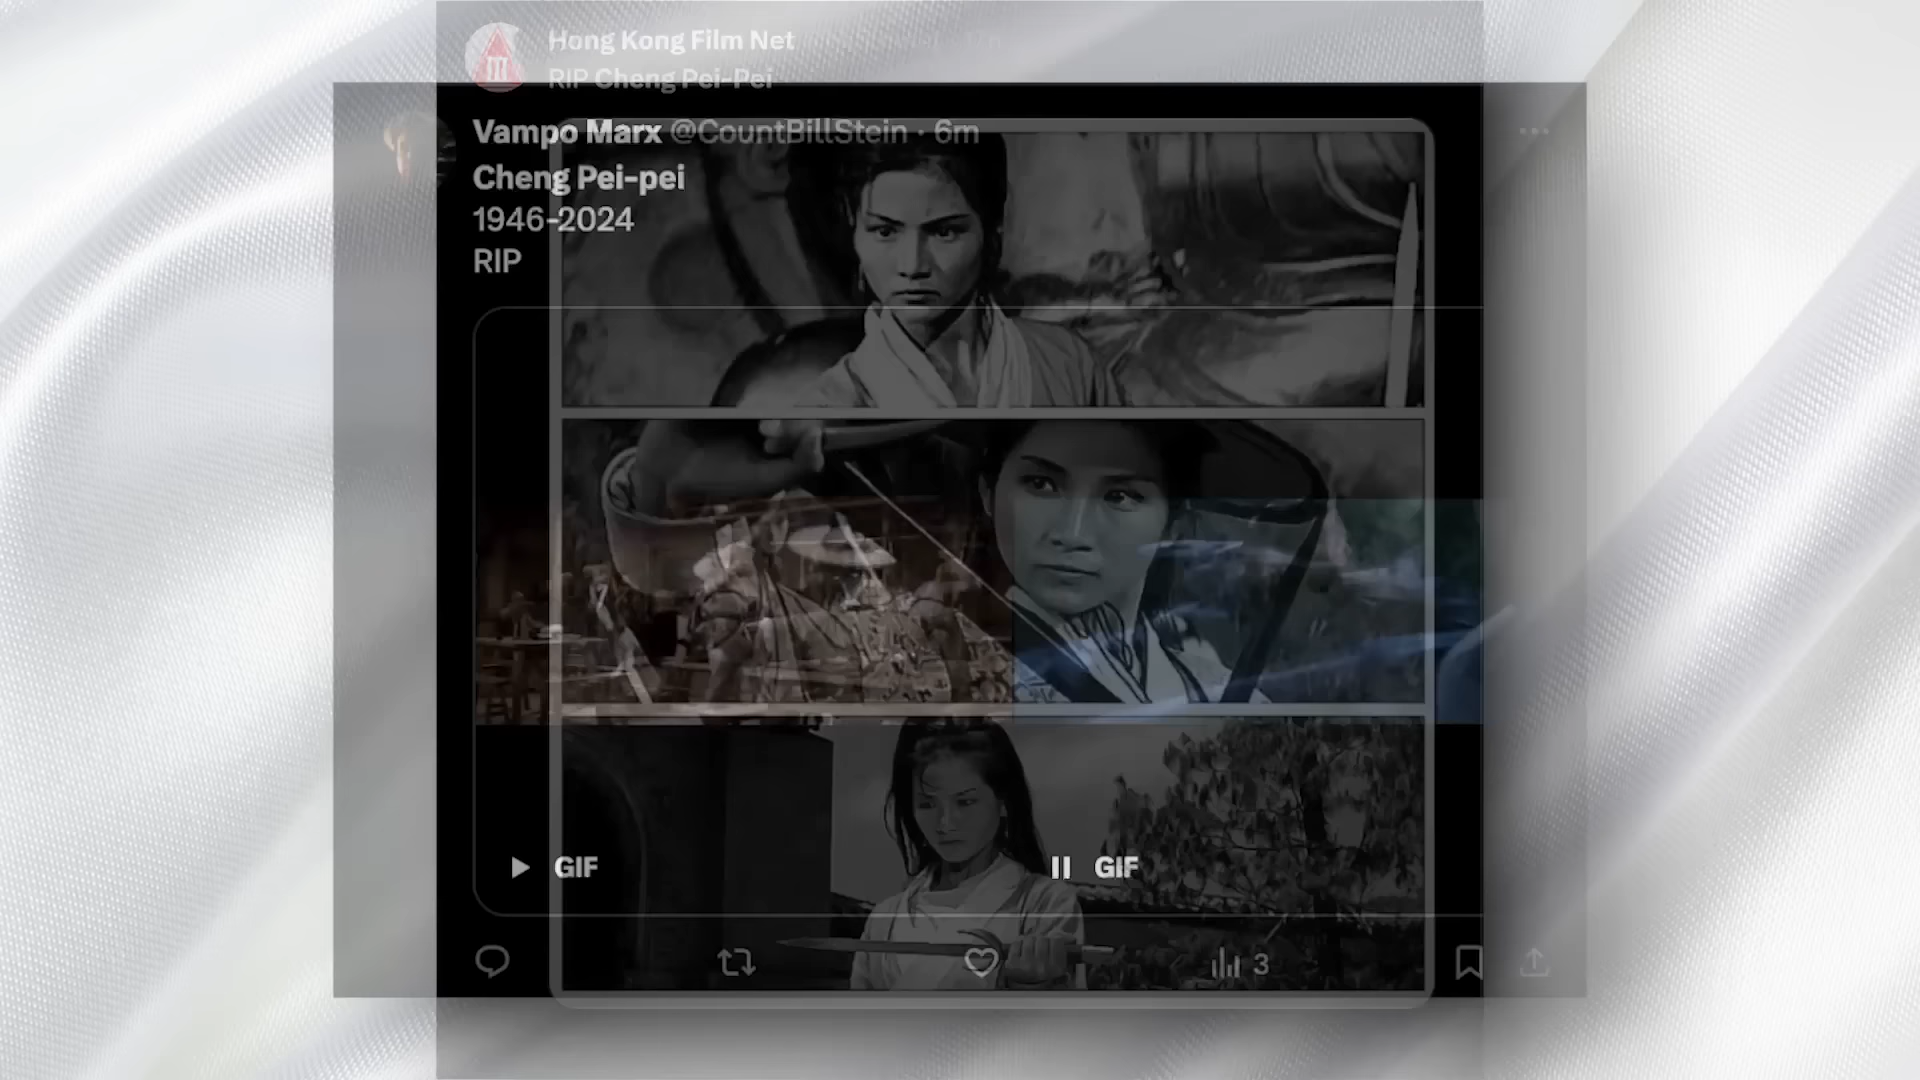 Hong Kong Film Net
RIP Cheng Pei-Pei
Vampo Marx @CountBillStein · 6m
Cheng Pei-pei
1946-2024
RIP
GIF
GIF
3